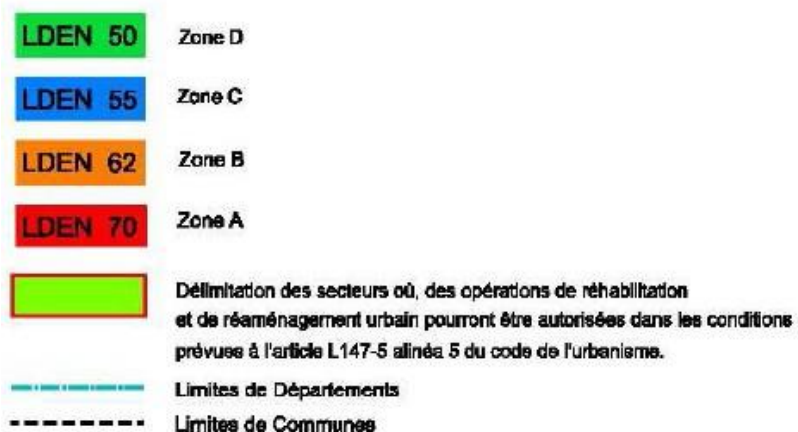 LDEN 50 Zone D
LDEN 55 Zone C
LDEN 62 Zone B
LDEN 70 Zone A
Délimitation des secteurs où, des opérations de réhabilitation
et de réaménagement urbain pourront être autorisées dans les conditions
prévues à l'article L147-5 alinéa 5 du code de l'urbanisme.
Limites de Départements
Limites de Communes